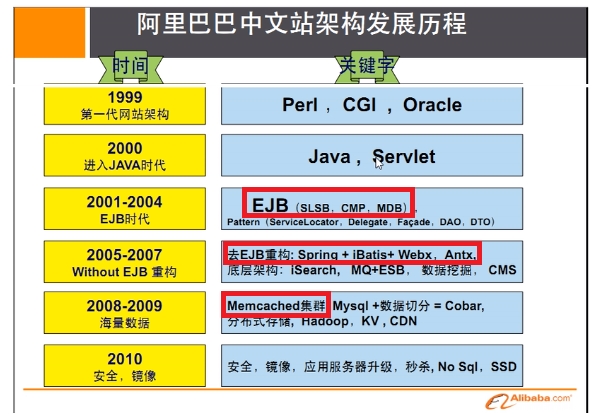 阿里巴巴中文站架构发展历程
时间
关键字
1999
第一代网站架构
Perl , CGI , Oracle
2000
进入JAVA时代
Java , Servlet
2001-2004
EJB时代
EJB（SLSB，CMP，MDB），
Pattern（ServiceLocator，Delegate，Façade，DAO，DTO）
2005-2007
Without EJB 重构
去EJB重构: Spring + iBatis+ Webx，Antx,
底层架构：iSearch，MQ+ESB，数据挖掘，CMS
2008-2009
海量数据
Memcached集群，Mysql +数据切分 = Cobar,
分布式存储，Hadoop，KV , CDN
2010
安全，镜像
安全，镜像，应用服务器升级，秒杀, No Sql，SSD
Alibaba.com